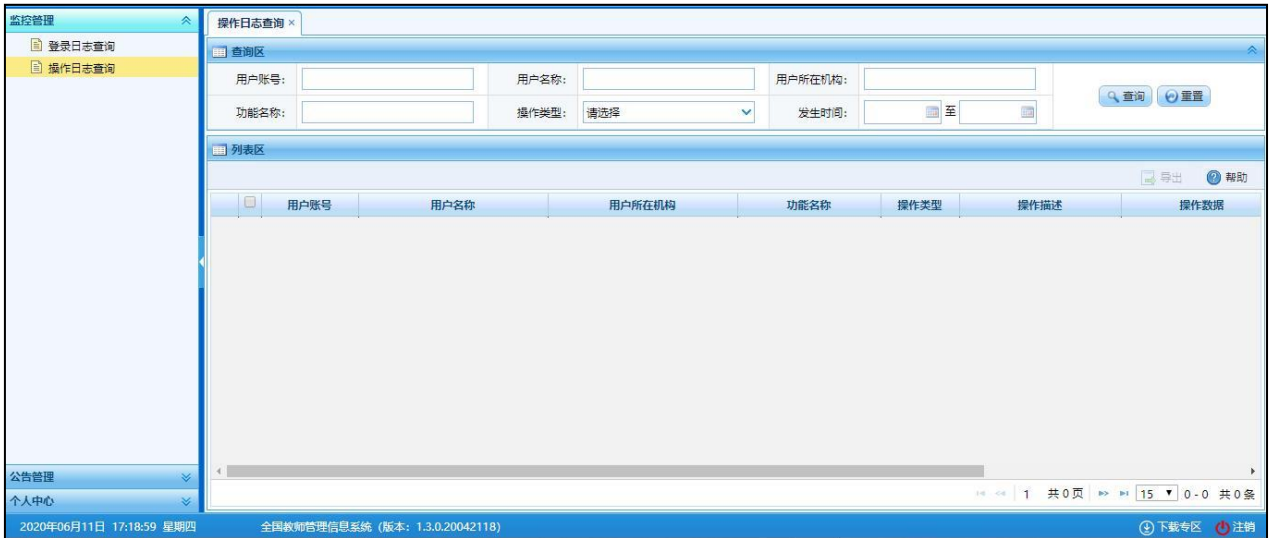 监控管理
登录日志查询
操作日志查询
公告管理
个人中心
操作日志查询 ×
查询区
用户账号: 用户名称: 用户所在机构:
功能名称: 操作类型: 请选择 发生时间: 至
查询 重置
列表区
导出 帮助
用户账号 用户名称 用户所在机构 功能名称 操作类型 操作描述 操作数据
1 共0页 15 0-0 共0条
2020年06月11日 17:18:59 星期四 全国教师管理信息系统 (版本: 1.3.0.20042118) 下载专区 注销